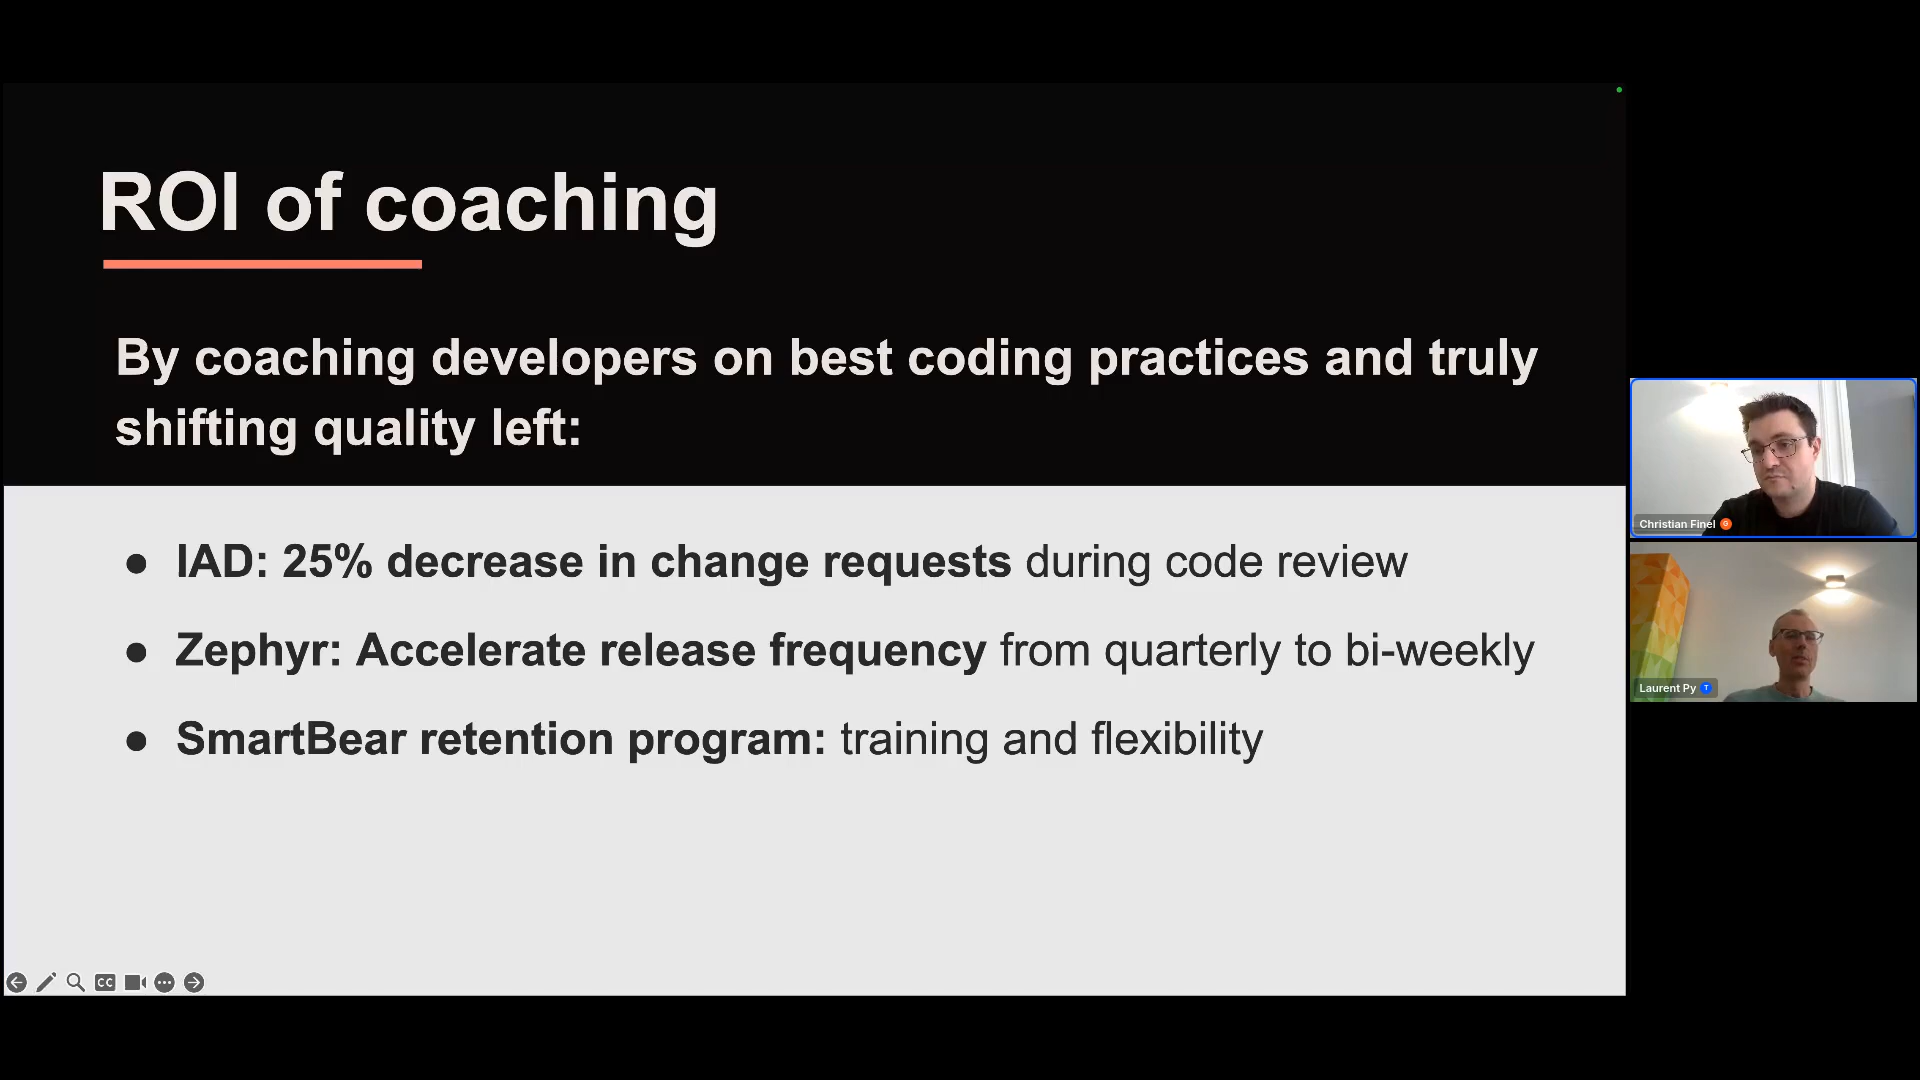 ROI of coaching
By coaching developers on best coding practices and truly
shifting quality left:
● IAD: 25% decrease in change requests during code review
● Zephyr: Accelerate release frequency from quarterly to bi-weekly
● SmartBear retention program: training and flexibility
CC
Christian Finel G
Laurent Py T